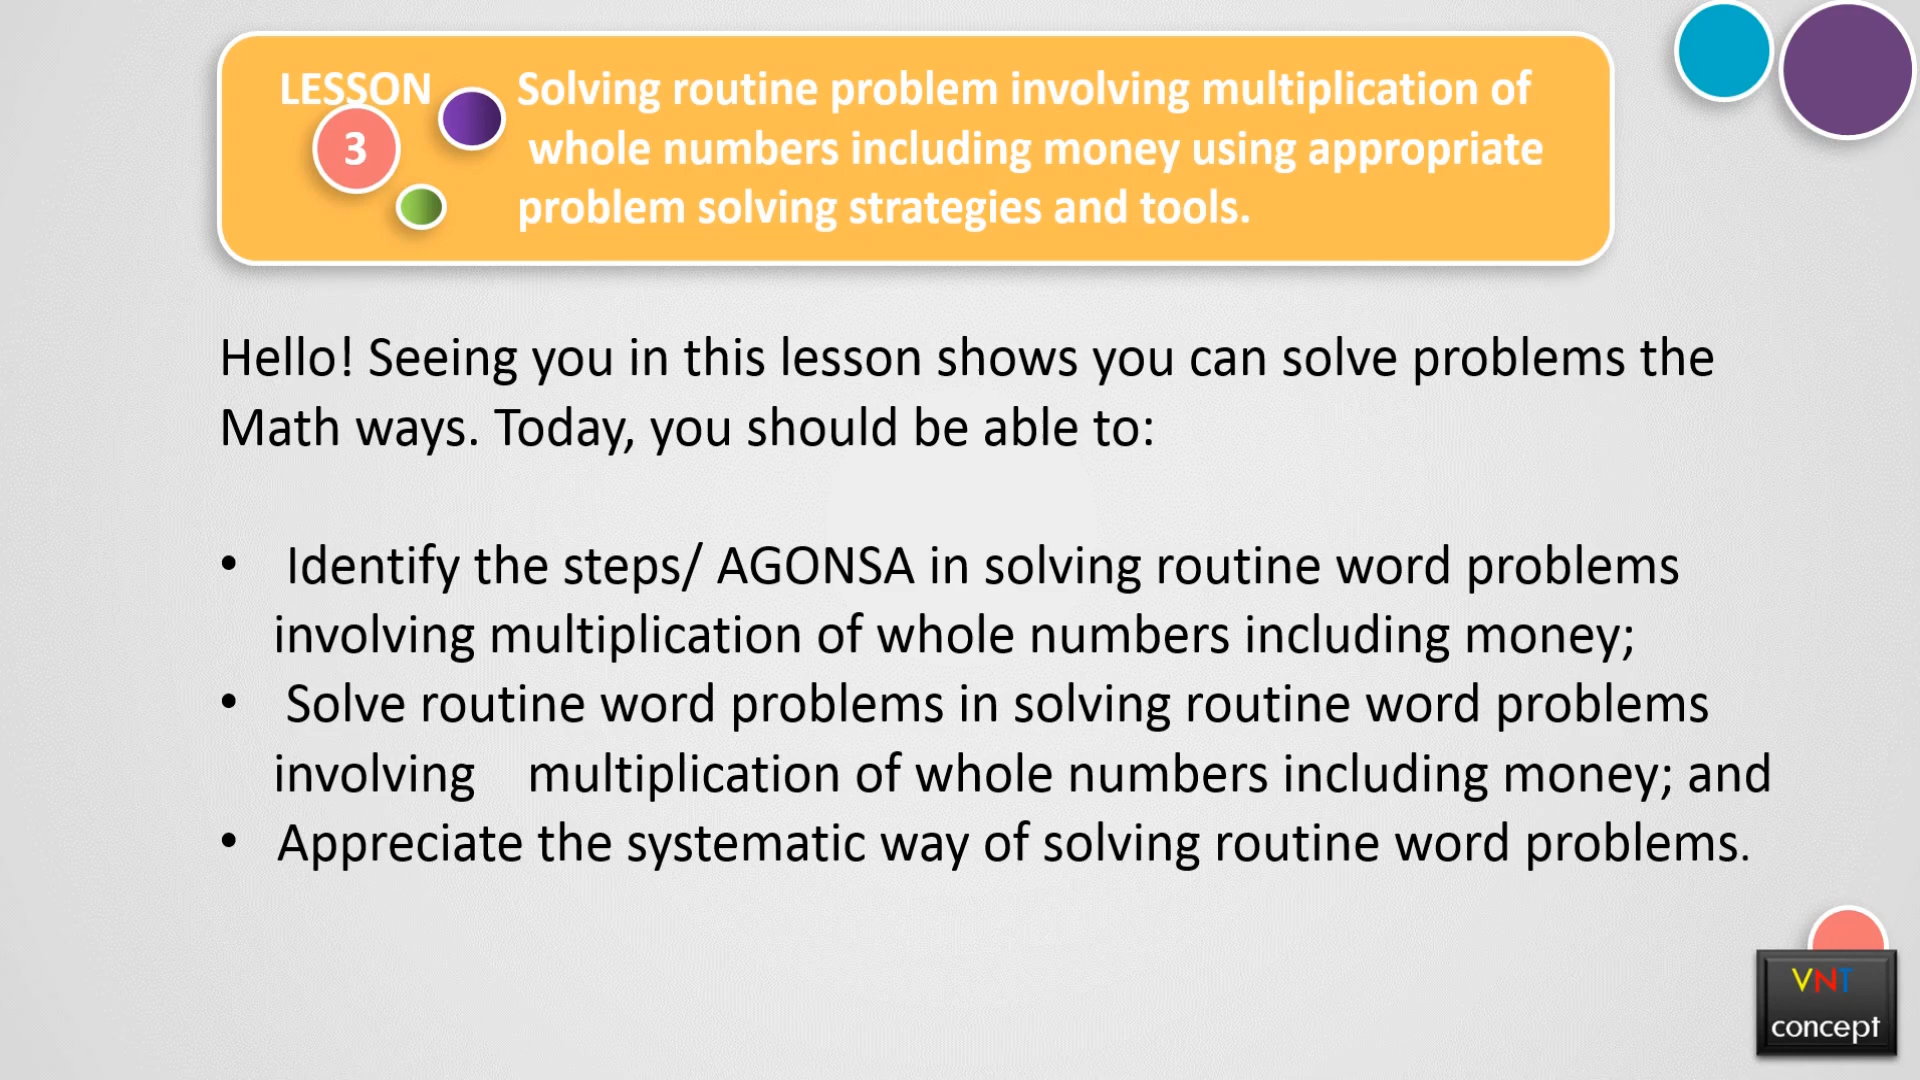 LESSON
3
Solving routine problem involving multiplication of
whole numbers including money using appropriate
problem solving strategies and tools.
Hello! Seeing you in this lesson shows you can solve problems the
Math ways. Today, you should be able to:
• Identify the steps/ AGONSA in solving routine word problems
involving multiplication of whole numbers including money;
• Solve routine word problems in solving routine word problems
involving multiplication of whole numbers including money; and
• Appreciate the systematic way of solving routine word problems.
VNT
concept